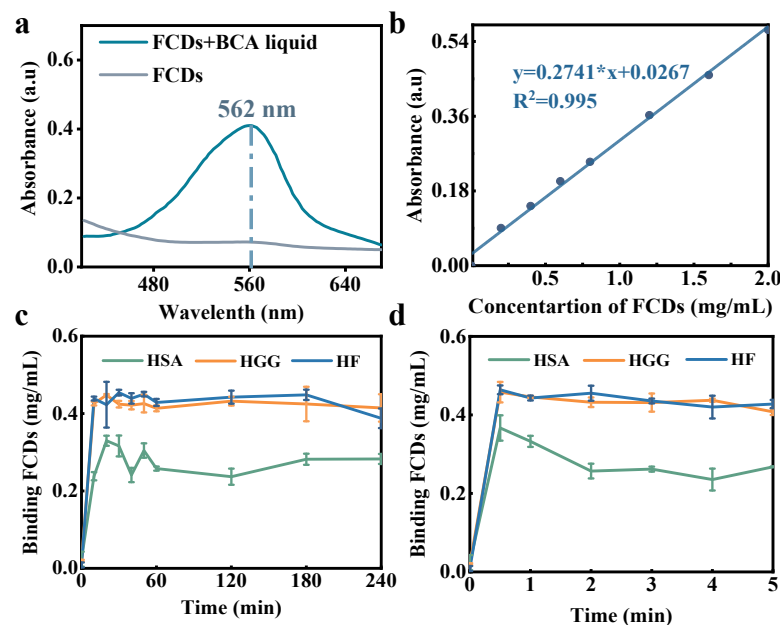 a
FCDs+BCA liquid
FCDs
562 nm
Absorbance (a.u)
0.6
0.4
0.2
0.0
480
560
640
Wavelenth (nm)
b
y=0.2741*x+0.0267
R²=0.995
Absorbance (a.u)
0.54
0.36
0.18
0.00
0.5
1.0
1.5
2.0
Concentartion of FCDs (mg/mL)
c
HSA HGG HF
Binding FCDs (mg/mL)
0.6
0.4
0.2
0.0
0 60 120 180 240
Time (min)
d
HSA HGG HF
Binding FCDs (mg/mL)
0.6
0.4
0.2
0.0
0 1 2 3 4 5
Time (min)